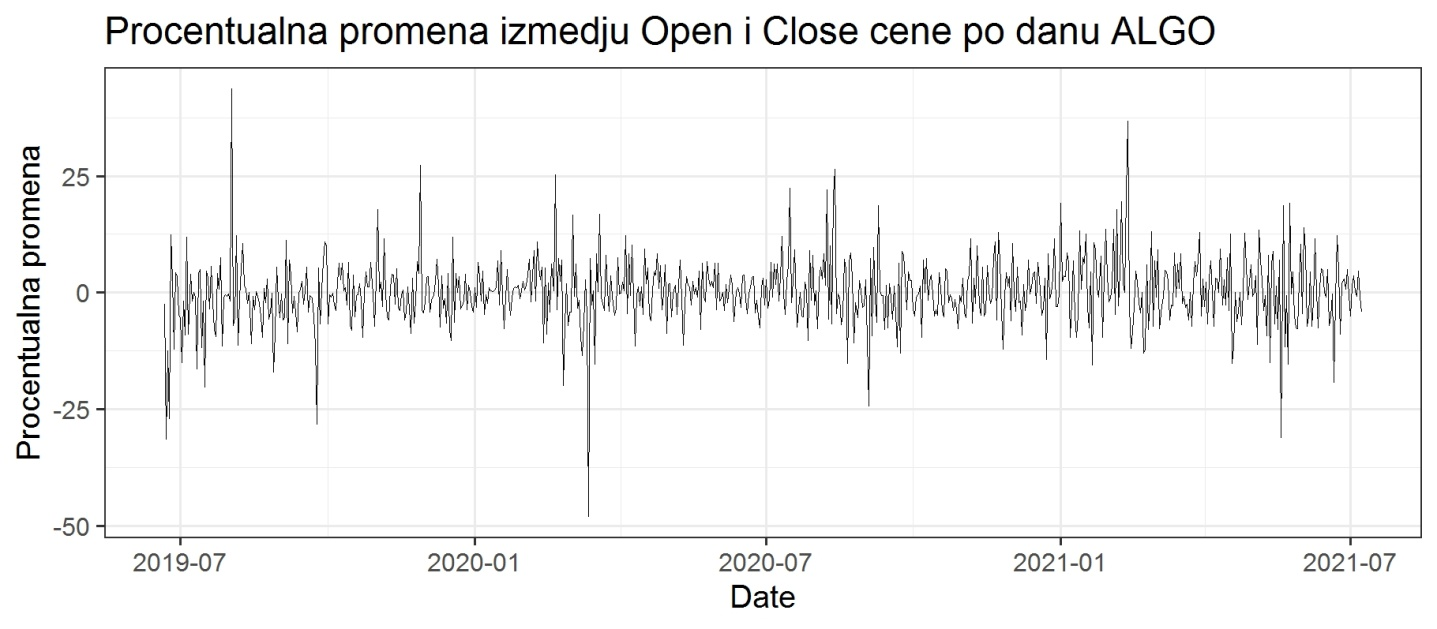 Procentualna promena izmedju Open i Close cene po danu ALGO
Procentualna promena
25
0
-25
-50
2019-07 2020-01 2020-07 2021-01 2021-07
Date